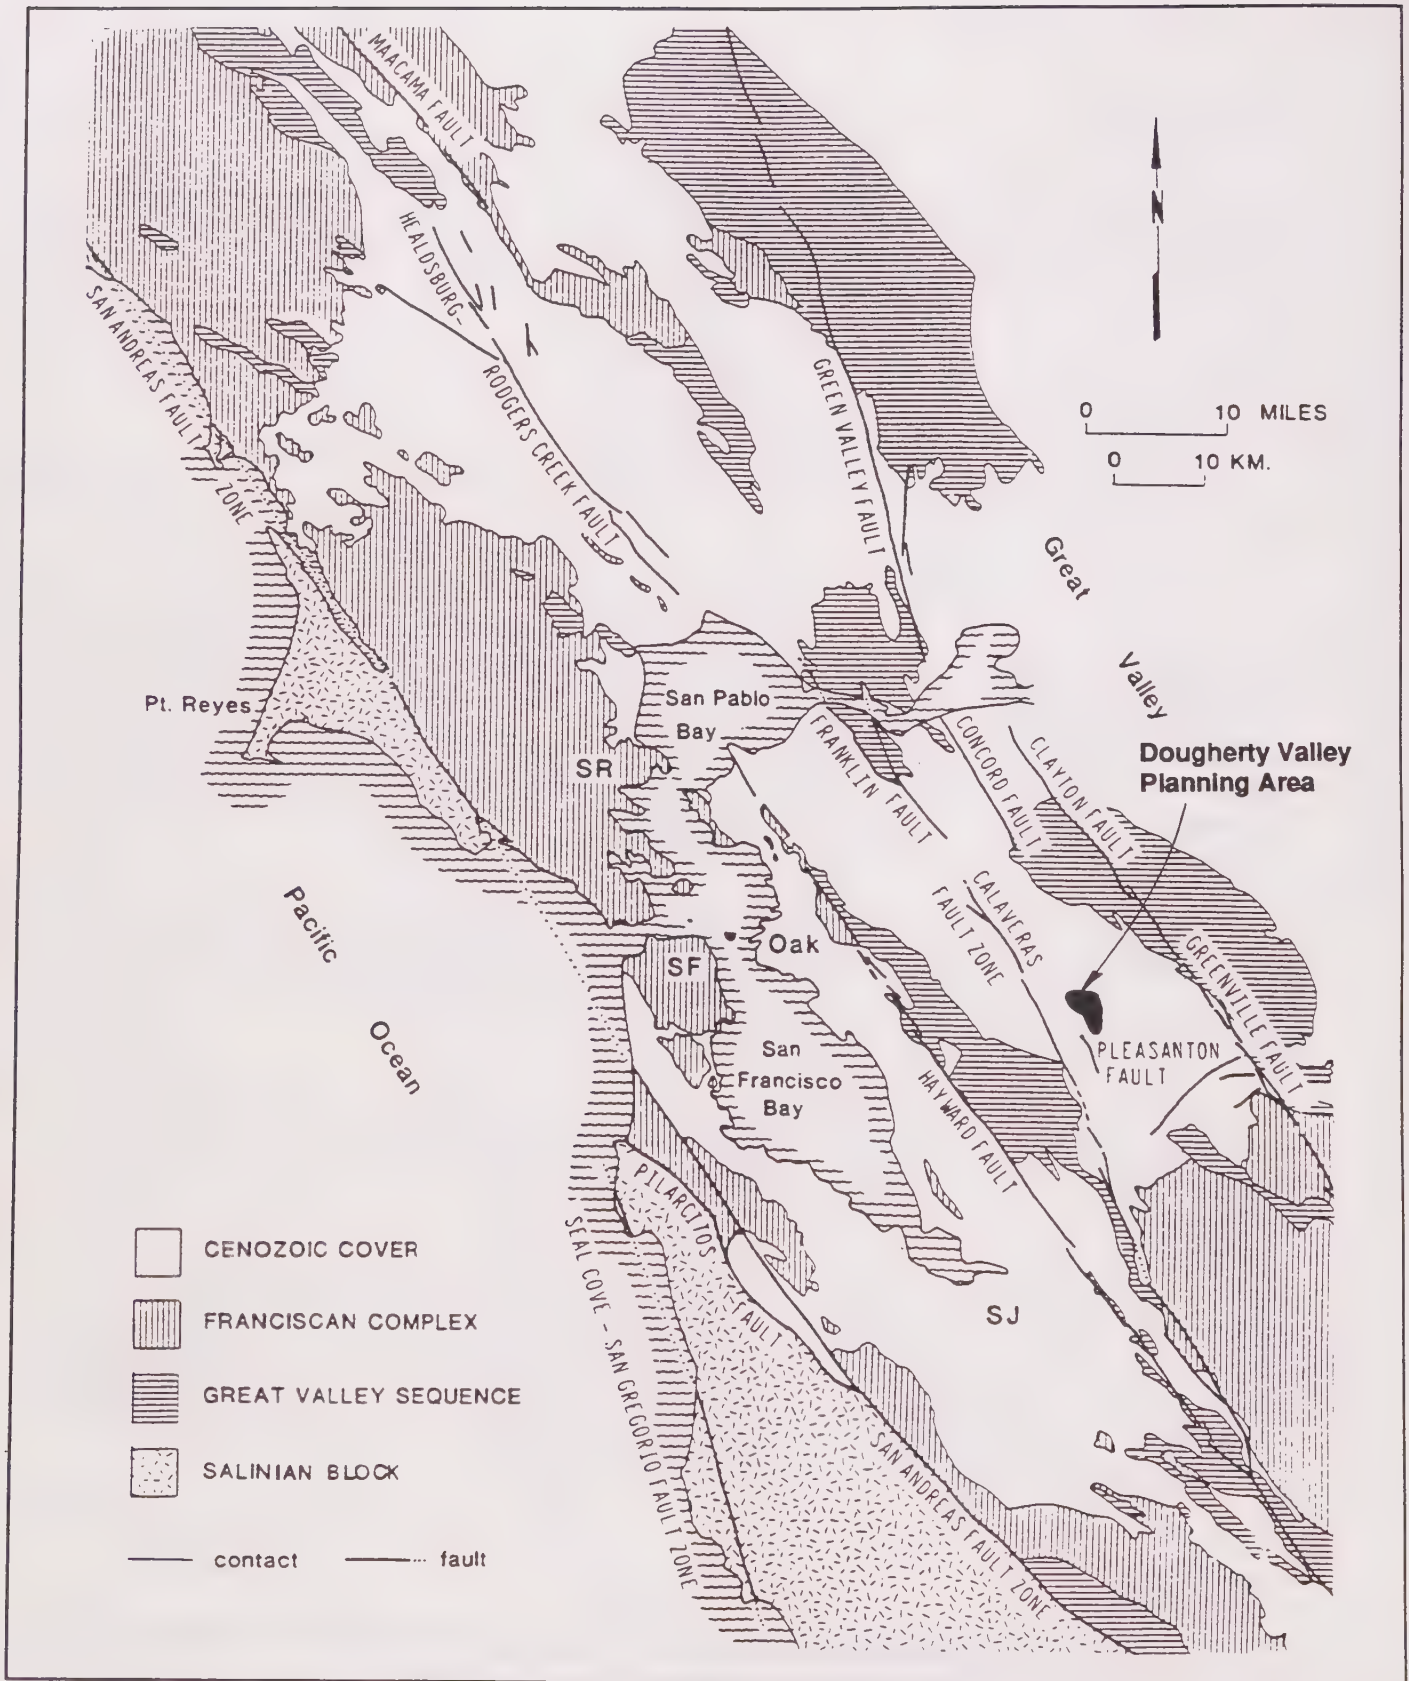 MAACAMA FAULT
HEALDSBURG-
RODGERS CREEK FAULT
SAN ANDREAS FAULT
ZONE
GREEN VALLEY FAULT
N
0 10 MILES
0 10 KM.
Great
Valley
Pt. Reyes
San Pablo
Bay
SR
FRANKLIN FAULT
CONCORD FAULT
CLAYTON FAULT
Dougherty Valley
Planning Area
Pacific
Ocean
SF
Oak
CALAVERAS
FAULT ZONE
GREENVILLE FAULT
PLEASANTON
FAULT
San
Francisco
Bay
HAYWARD FAULT
PILARCITOS
FAULT
SEAL COVE - SAN GREGORIO FAULT ZONE
SJ
SAN ANDREAS FAULT ZONE
CENOZOIC COVER
FRANCISCAN COMPLEX
GREAT VALLEY SEQUENCE
SALINIAN BLOCK
contact fault